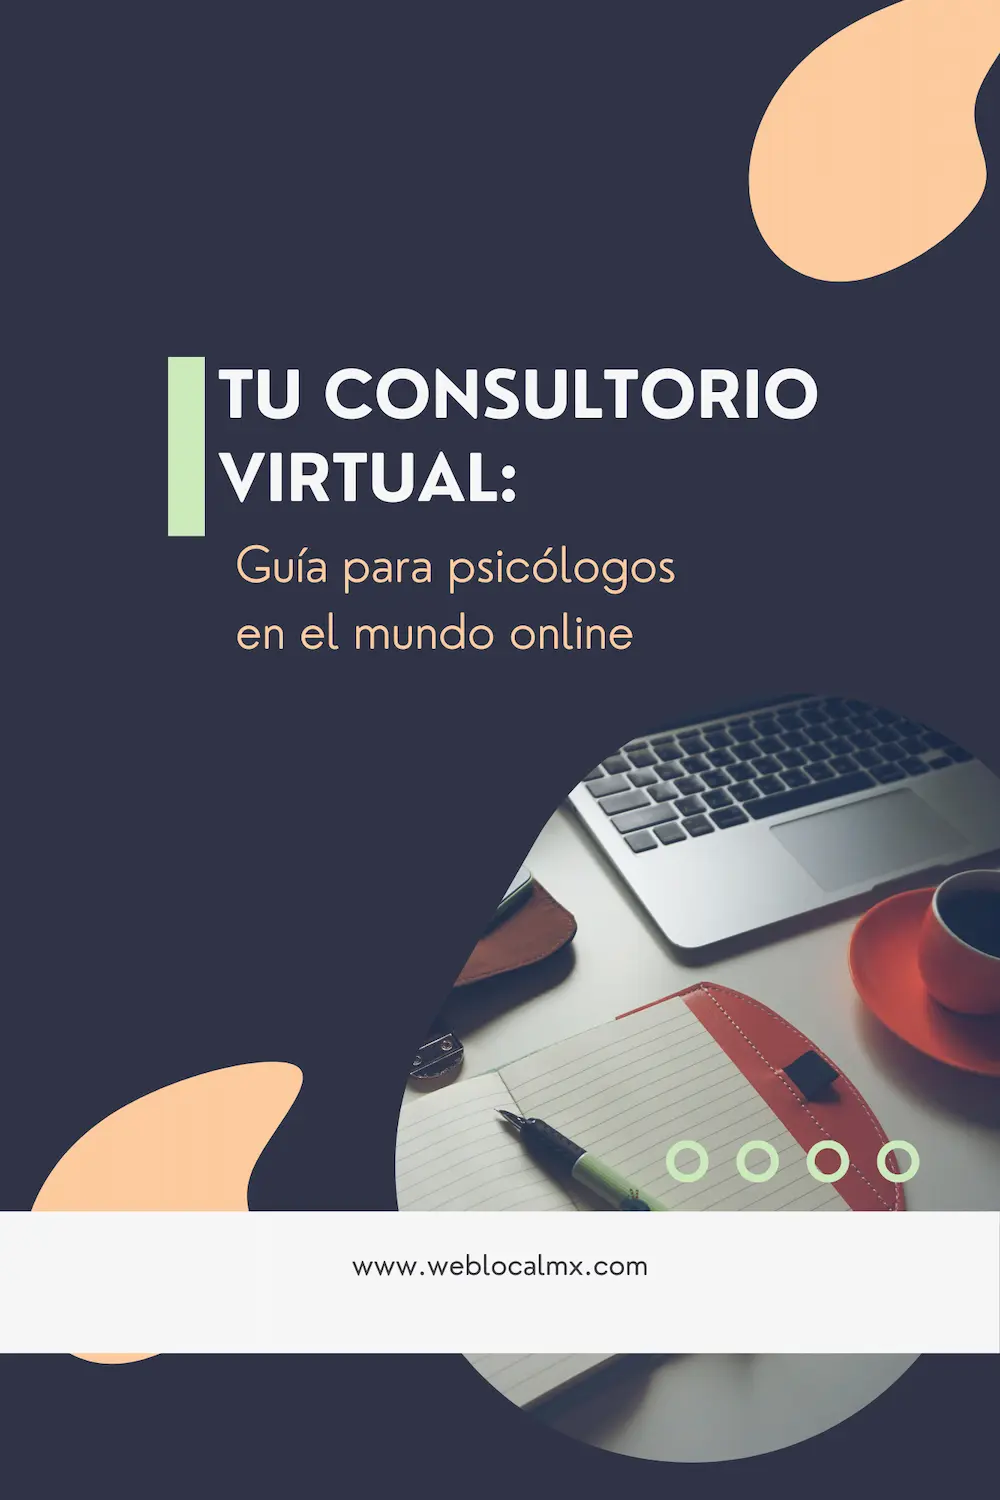 TU CONSULTORIO
VIRTUAL:
Guía para psicólogos
en el mundo online
www.weblocalmx.com